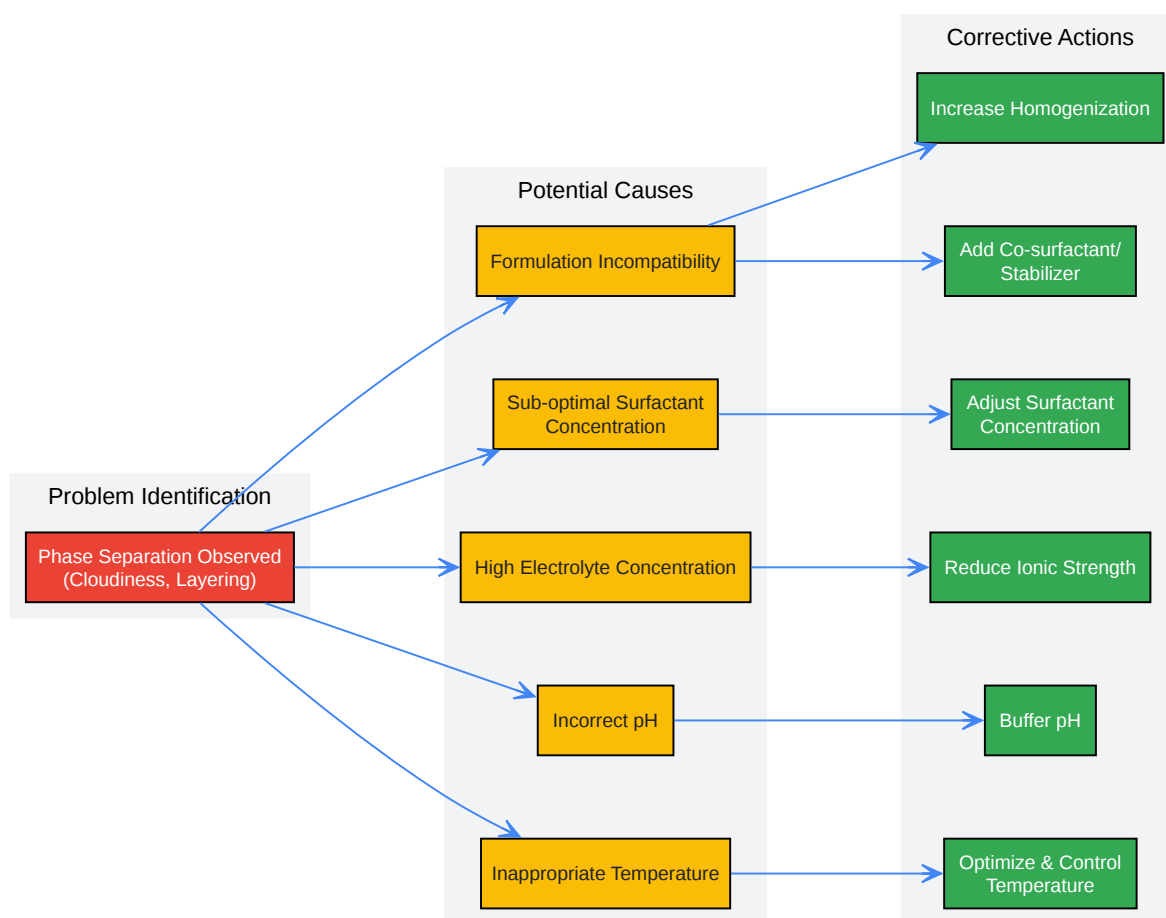 Problem Identification
Phase Separation Observed
(Cloudiness, Layering)
Potential Causes
Formulation Incompatibility
Sub-optimal Surfactant
Concentration
High Electrolyte Concentration
Incorrect pH
Inappropriate Temperature
Corrective Actions
Increase Homogenization
Add Co-surfactant/
Stabilizer
Adjust Surfactant
Concentration
Reduce Ionic Strength
Buffer pH
Optimize & Control
Temperature